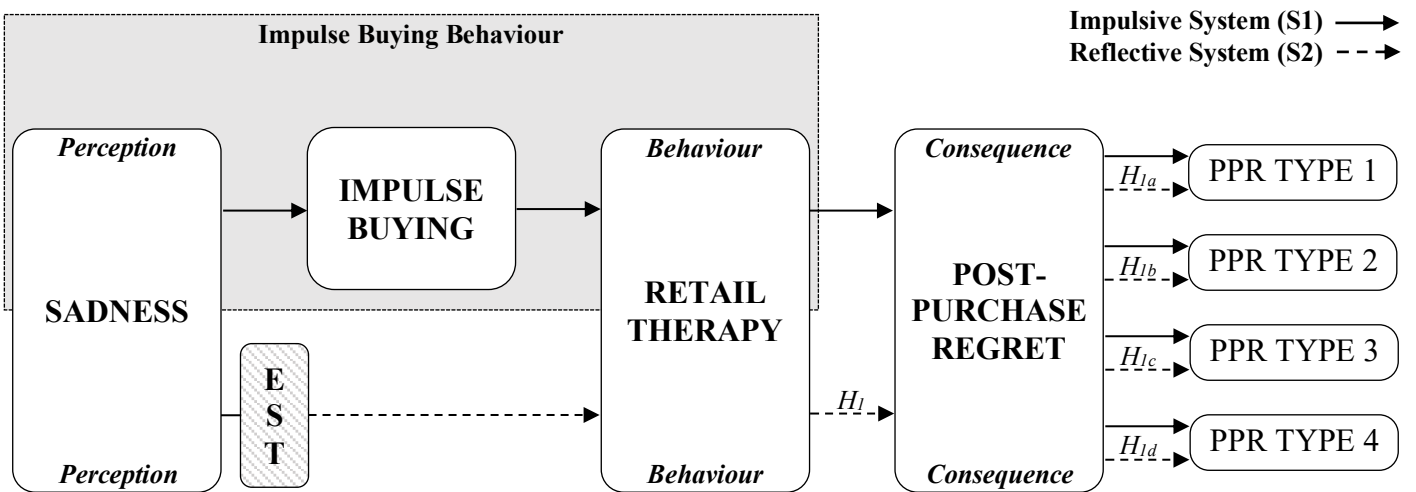 Impulse Buying Behaviour
Impulsive System (S1)
Reflective System (S2)
Perception
SADNESS
Perception
IMPULSE
BUYING
E
S
T
Behaviour
RETAIL
THERAPY
Behaviour
H1
Consequence
POST-
PURCHASE
REGRET
Consequence
H1a
PPR TYPE 1
H1b
PPR TYPE 2
H1c
PPR TYPE 3
H1d
PPR TYPE 4